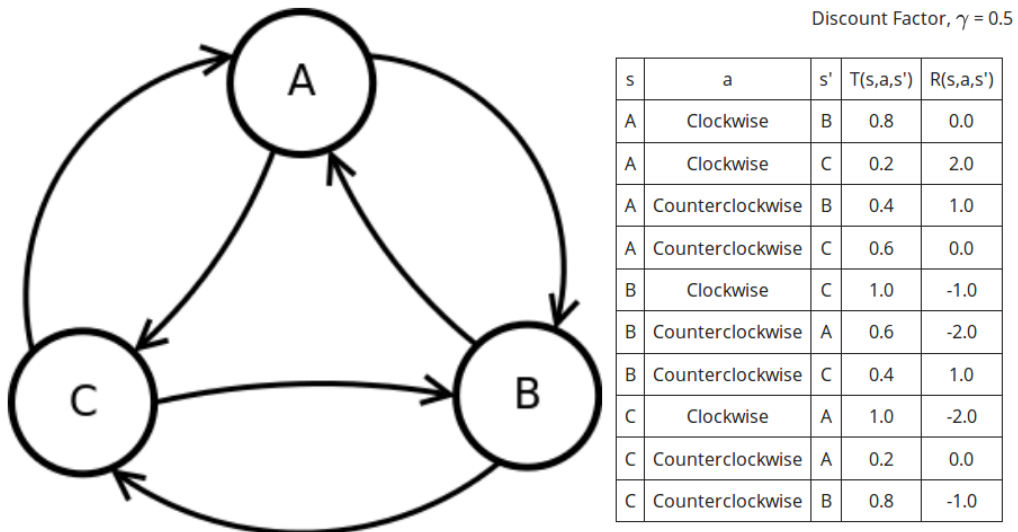 A
B
C
Discount Factor, γ = 0.5
s a s' T(s,a,s') R(s,a,s')
A Clockwise B 0.8 0.0
A Clockwise C 0.2 2.0
A Counterclockwise B 0.4 1.0
A Counterclockwise C 0.6 0.0
B Clockwise C 1.0 -1.0
B Counterclockwise A 0.6 -2.0
B Counterclockwise C 0.4 1.0
C Clockwise A 1.0 -2.0
C Counterclockwise A 0.2 0.0
C Counterclockwise B 0.8 -1.0